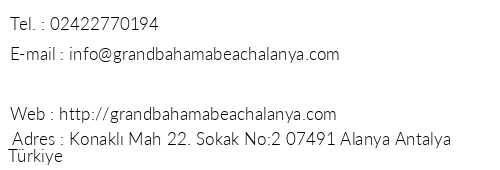 Tel. : 02422770194
E-mail : info@grandbahamabeachalanya.com
Web : http://grandbahamabeachalanya.com
Adres : Konaklı Mah 22. Sokak No:2 07491 Alanya Antalya
Türkiye